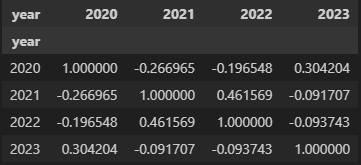 year 2020 2021 2022 2023
year
2020 1.000000 -0.266965 -0.196548 0.304204
2021 -0.266965 1.000000 0.461569 -0.091707
2022 -0.196548 0.461569 1.000000 -0.093743
2023 0.304204 -0.091707 -0.093743 1.000000